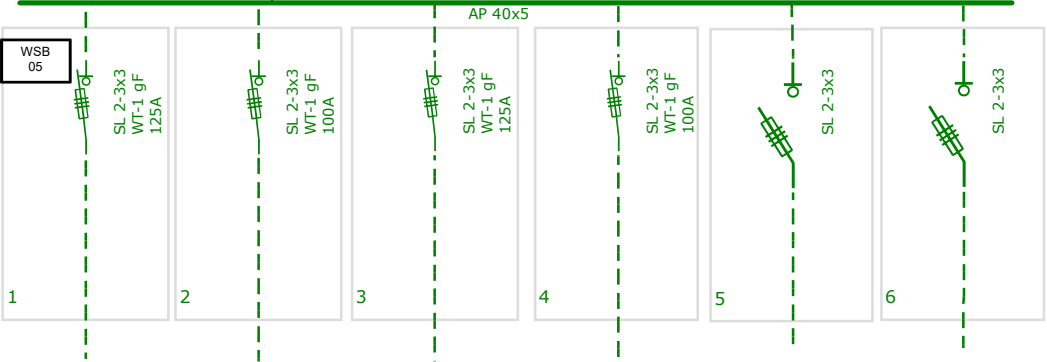 AP 40x5
WSB
05
SL 2-3x3
WT-1 gF
125A
1
SL 2-3x3
WT-1 gF
100A
2
SL 2-3x3
WT-1 gF
125A
3
SL 2-3x3
WT-1 gF
100A
4
SL 2-3x3
5
SL 2-3x3
6